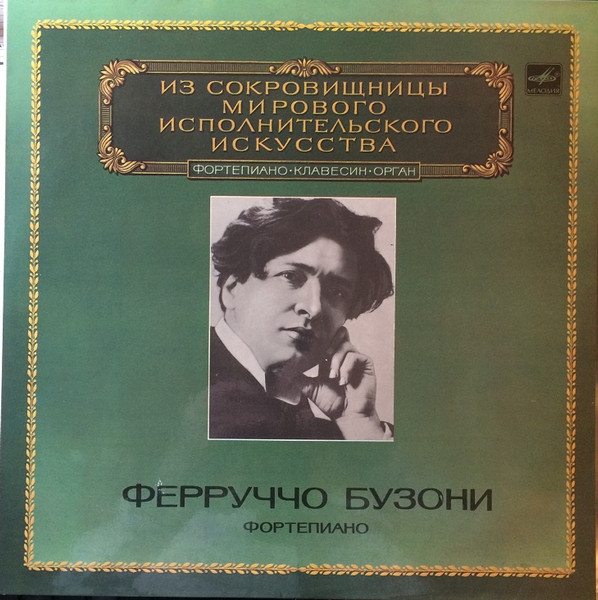 ИЗ СОКРОВИЩНИЦЫ
МИРОВОГО
ИСПОЛНИТЕЛЬСКОГО
ИСКУССТВА
ФОРТЕПИАНО·КЛАВЕСИН·ОРГАН
МЕЛОДИЯ
ФЕРРУЧЧО БУЗОНИ
ФОРТЕПИАНО